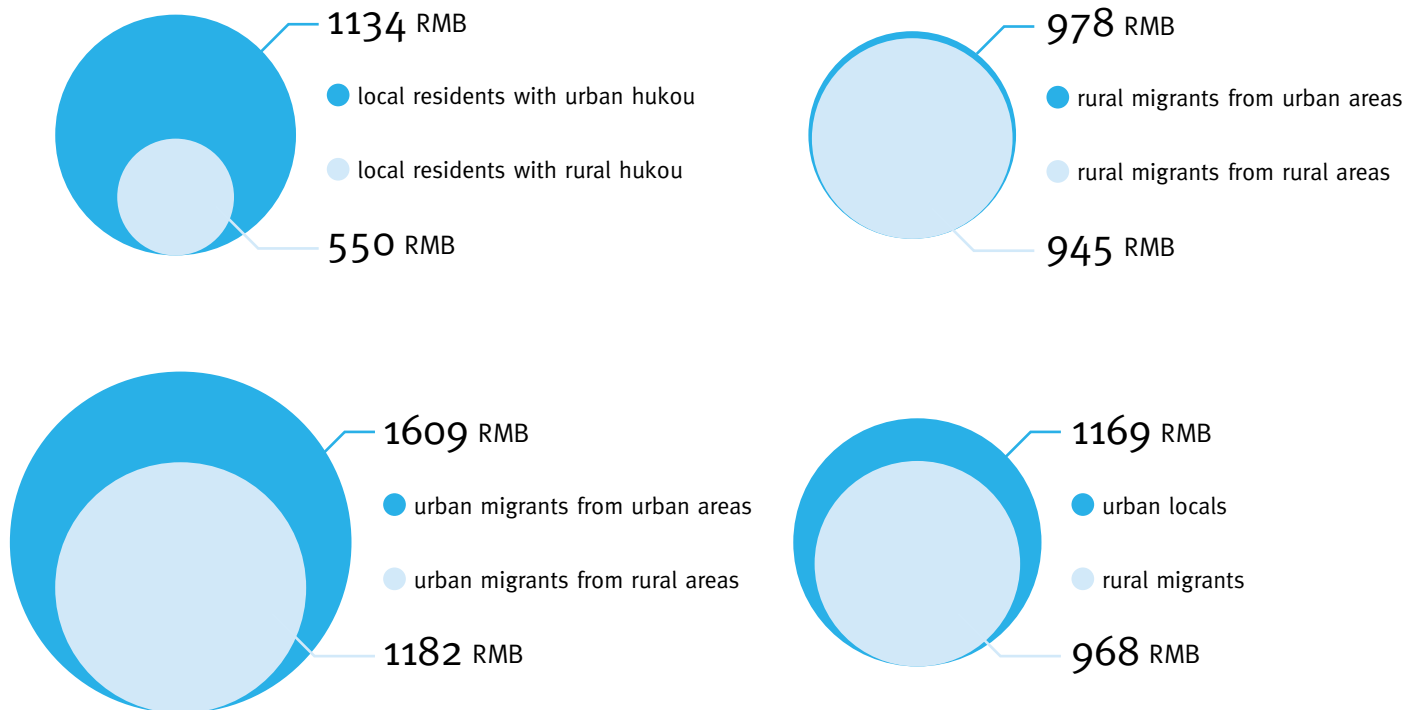 1134 RMB
local residents with urban hukou
local residents with rural hukou
550 RMB
978 RMB
rural migrants from urban areas
rural migrants from rural areas
945 RMB
1609 RMB
urban migrants from urban areas
urban migrants from rural areas
1182 RMB
1169 RMB
urban locals
rural migrants
968 RMB